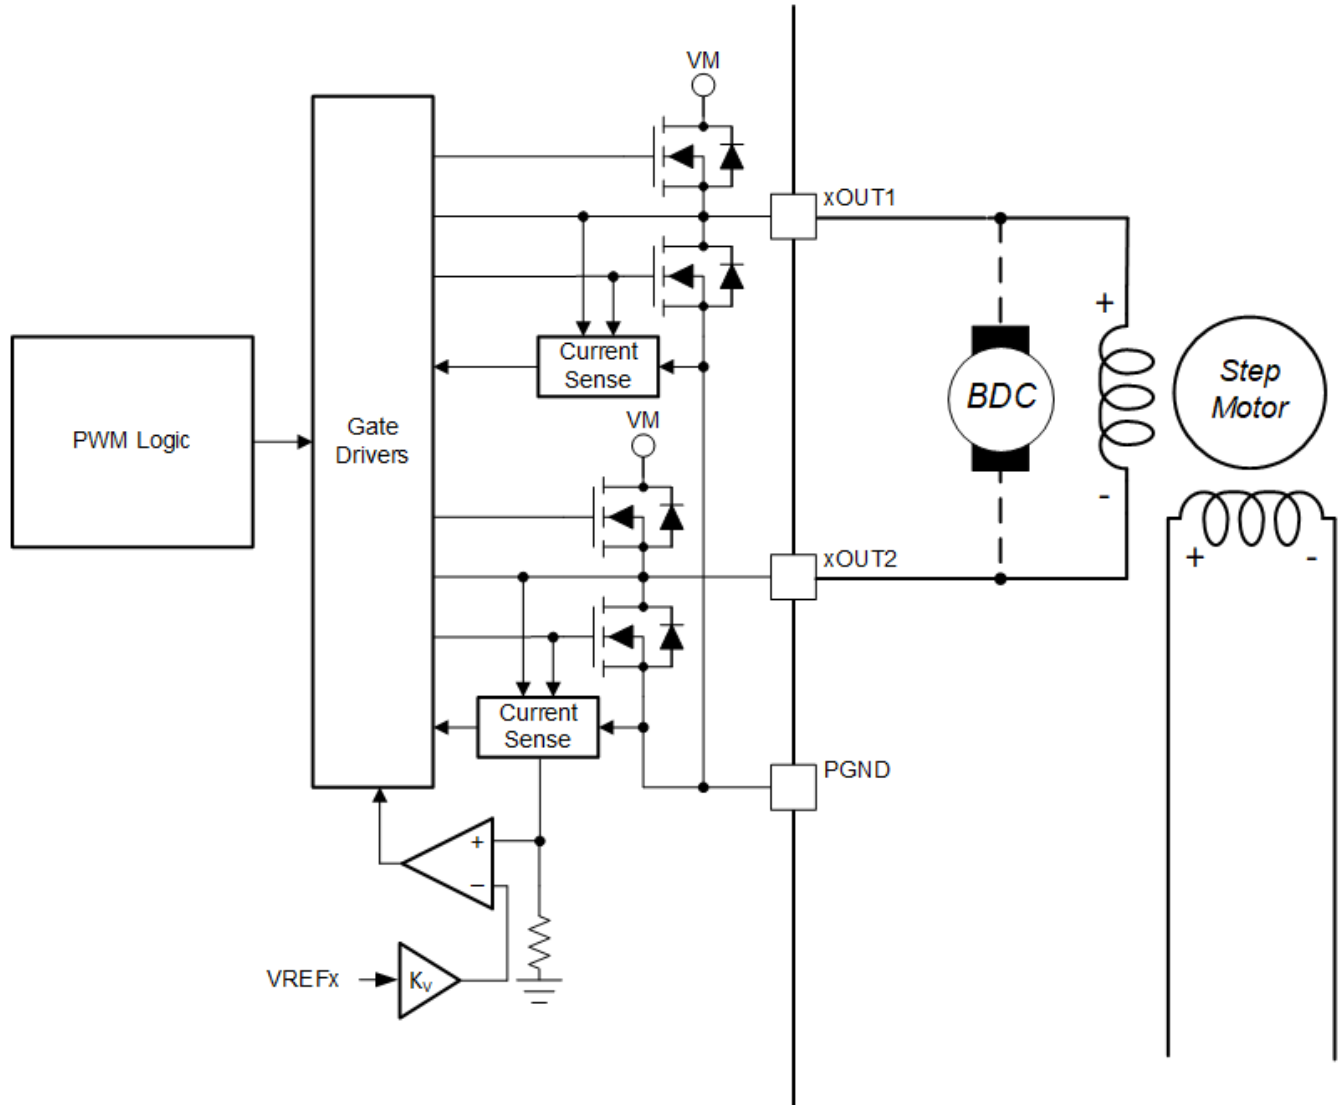 VM
xOUT1
+
Current
Sense
Step
Motor
BDC
VM
Gate
Drivers
PWM Logic
-
xOUT2
+
-
Current
Sense
PGND
+
–
VREFx
Kv